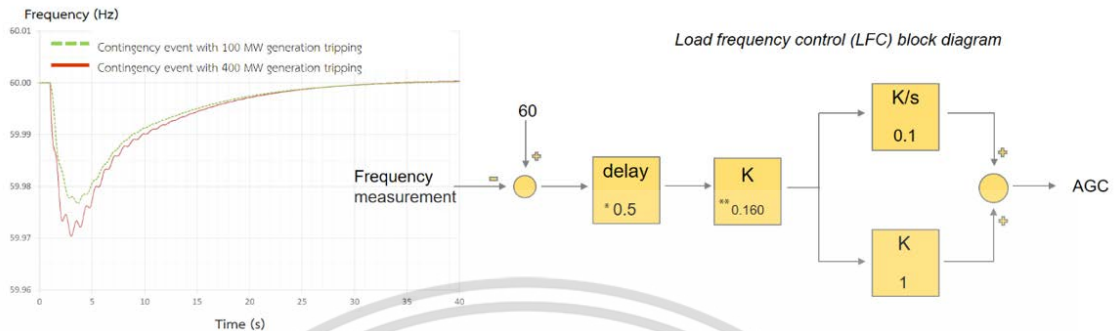 Frequency (Hz)
60.01
Contingency event with 100 MW generation tripping
Contingency event with 400 MW generation tripping
60.00
59.99
59.98
59.97
59.96
0 5 10 15 20 25 30 35 40
Time (s)
Load frequency control (LFC) block diagram
60
Frequency
measurement
delay
* 0.5
K
** 0.160
K/s
0.1
K
1
AGC